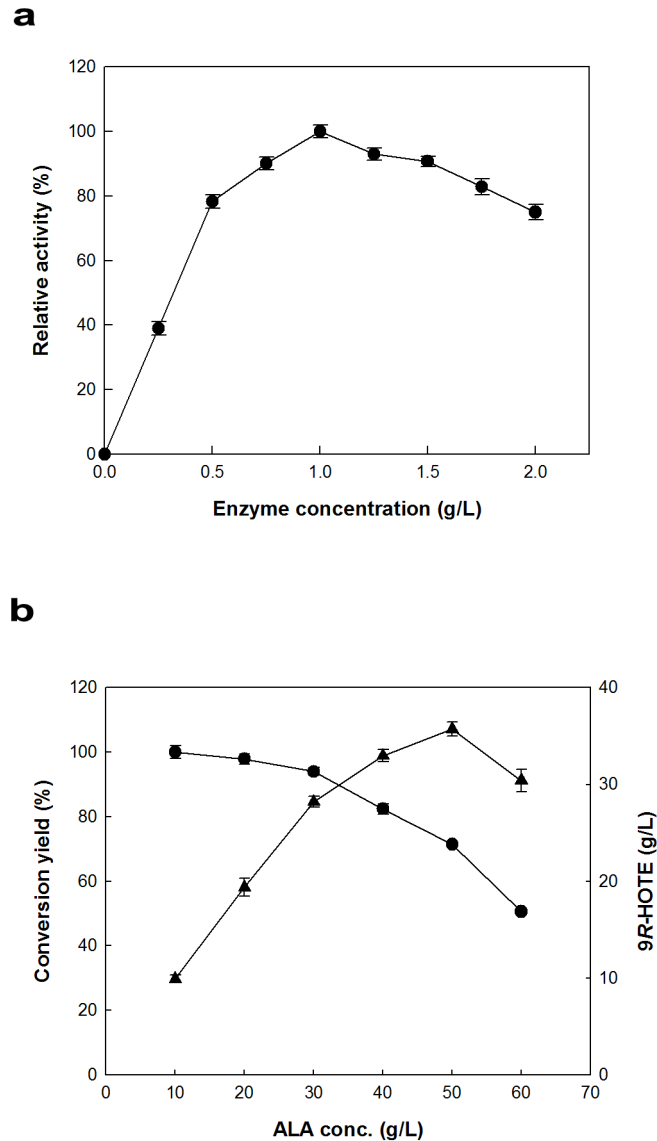 a
120
100
80
60
40
20
0
0.0 0.5 1.0 1.5 2.0
Relative activity (%)
Enzyme concentration (g/L)
b
120
100
80
60
40
20
0
40
30
20
10
0
0 10 20 30 40 50 60 70
Conversion yield (%)
9R-HOTE (g/L)
ALA conc. (g/L)